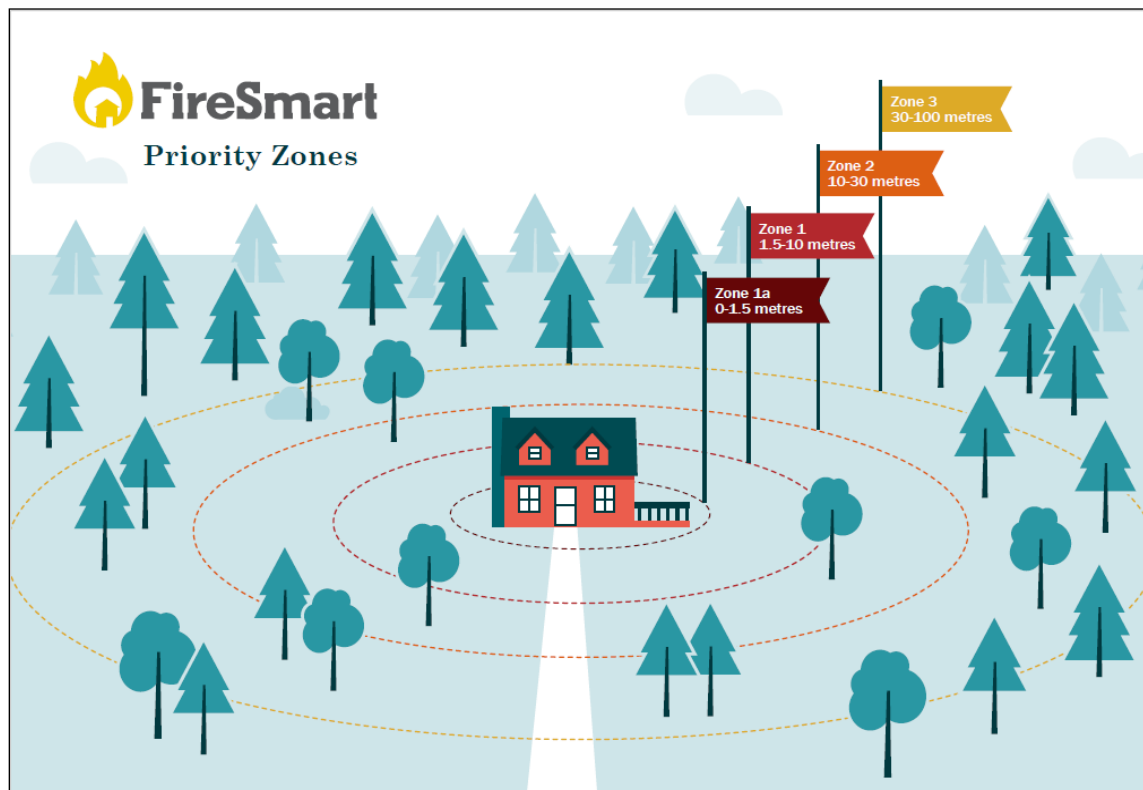 FireSmart
Priority Zones
Zone 3
30-100 metres
Zone 2
10-30 metres
Zone 1
1.5-10 metres
Zone 1a
0-1.5 metres